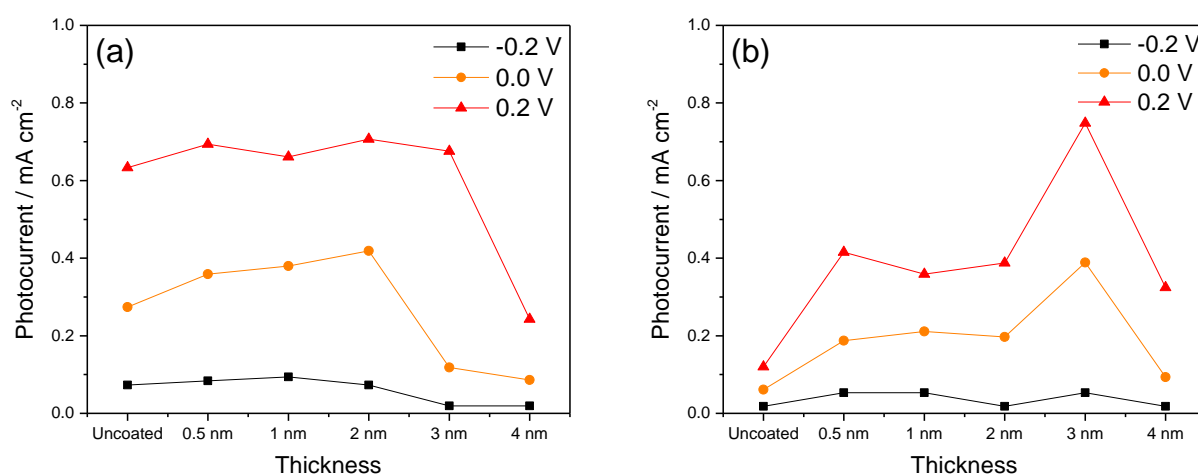 (a)
-0.2 V
0.0 V
0.2 V
Photocurrent / mA cm⁻²
1.0
0.8
0.6
0.4
0.2
0.0
Uncoated 0.5 nm 1 nm 2 nm 3 nm 4 nm
Thickness
(b)
-0.2 V
0.0 V
0.2 V
Photocurrent / mA cm⁻²
1.0
0.8
0.6
0.4
0.2
0.0
Uncoated 0.5 nm 1 nm 2 nm 3 nm 4 nm
Thickness